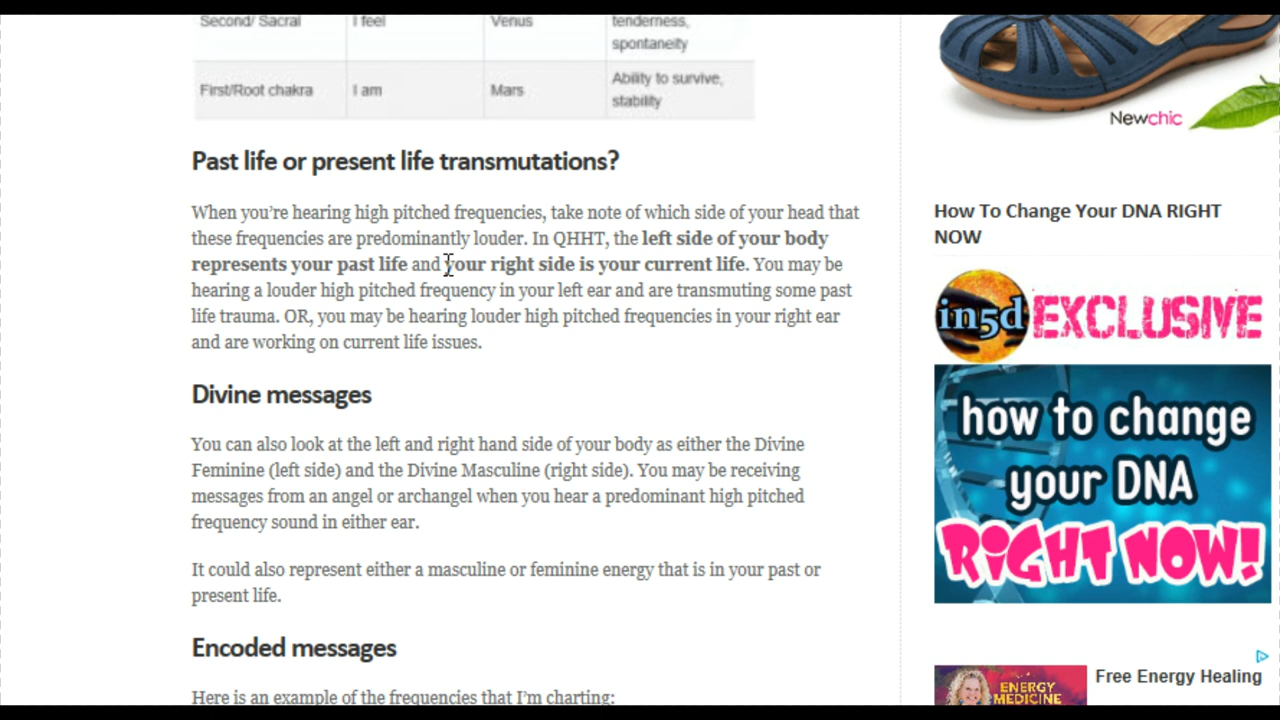 Second/ Sacral I feel Venus tenderness,
spontaneity
First/Root chakra I am Mars Ability to survive,
stability
Past life or present life transmutations?
When you’re hearing high pitched frequencies, take note of which side of your head that
these frequencies are predominantly louder. In QHHT, the left side of your body
represents your past life and your right side is your current life. You may be
hearing a louder high pitched frequency in your left ear and are transmuting some past
life trauma. OR, you may be hearing louder high pitched frequencies in your right ear
and are working on current life issues.
Divine messages
You can also look at the left and right hand side of your body as either the Divine
Feminine (left side) and the Divine Masculine (right side). You may be receiving
messages from an angel or archangel when you hear a predominant high pitched
frequency sound in either ear.
It could also represent either a masculine or feminine energy that is in your past or
present life.
Encoded messages
Here is an example of the frequencies that I’m charting:
Newchic
How To Change Your DNA RIGHT
NOW
in5d EXCLUSIVE
how to change
your DNA
RiGHT NOW!
ENERGY
MEDICINE
Free Energy Healing